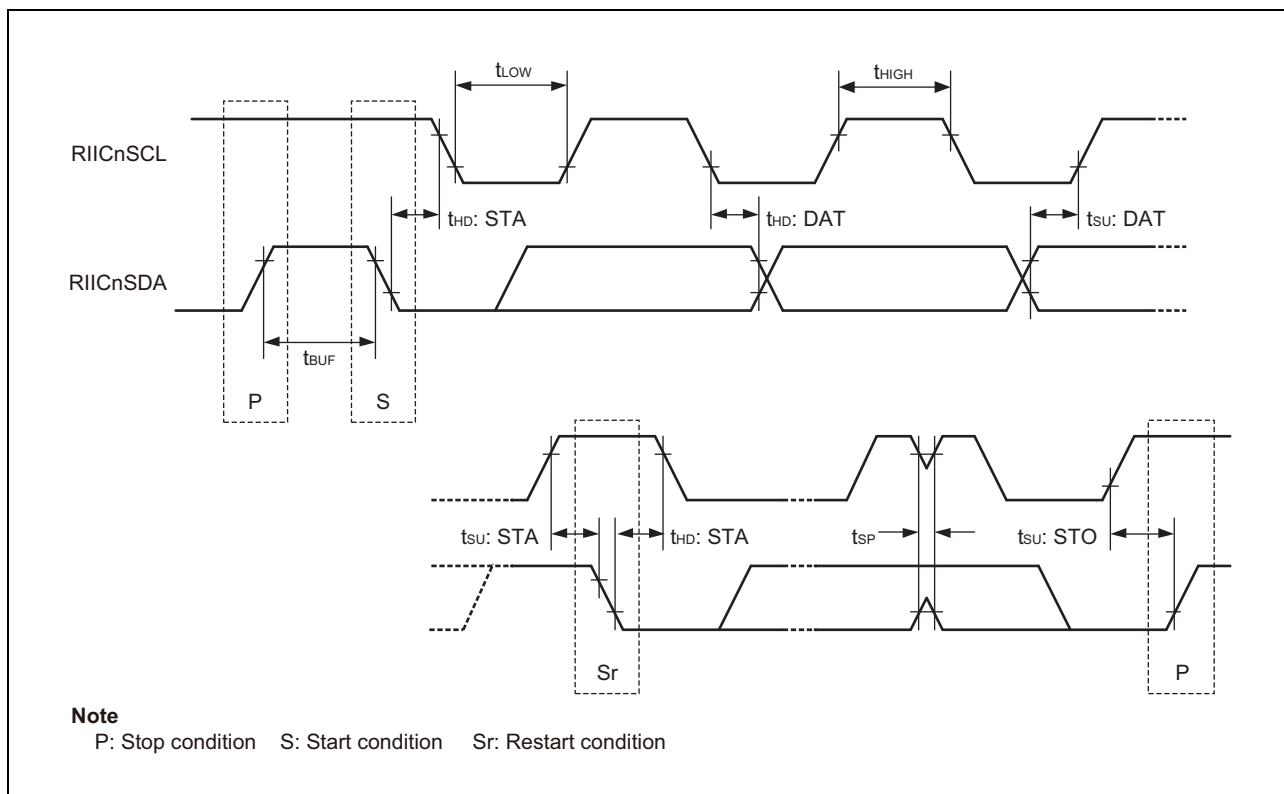 tLOW
tHIGH
RIICnSCL
tHD: STA
tHD: DAT
tSU: DAT
RIICnSDA
tBUF
P
S
tSU: STA
tHD: STA
tSP
tSU: STO
Sr
P
Note
P: Stop condition S: Start condition Sr: Restart condition